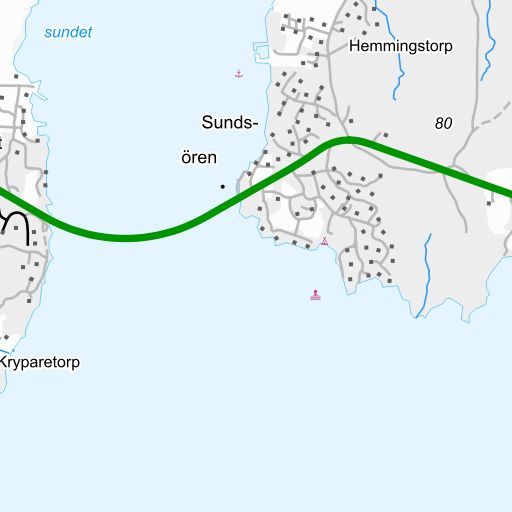 sundet
Hemmingstorp
Sunds-
80
t
ören
Kryparetorp